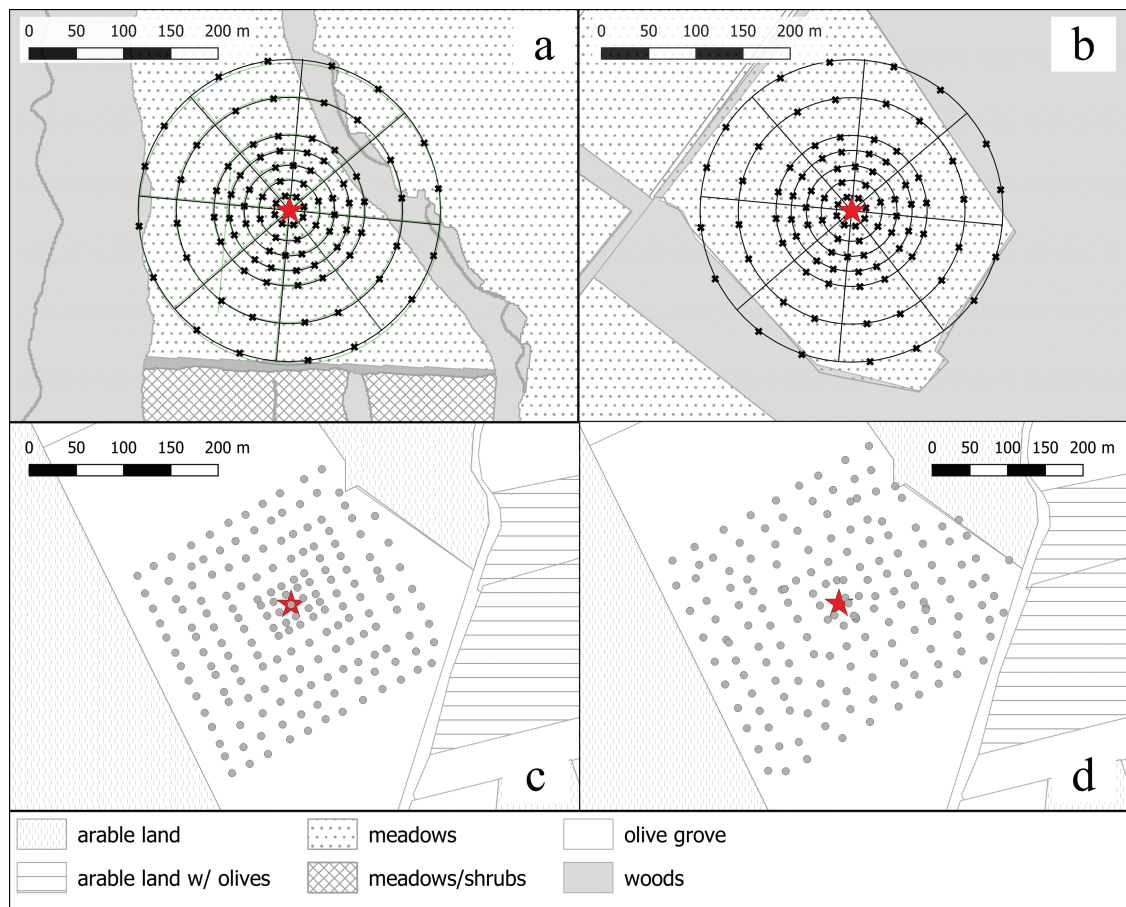 0 50 100 150 200 m
a
0 50 100 150 200 m
b
0 50 100 150 200 m
c
0 50 100 150 200 m
d
arable land
meadows
olive grove
arable land w/ olives
meadows/shrubs
woods